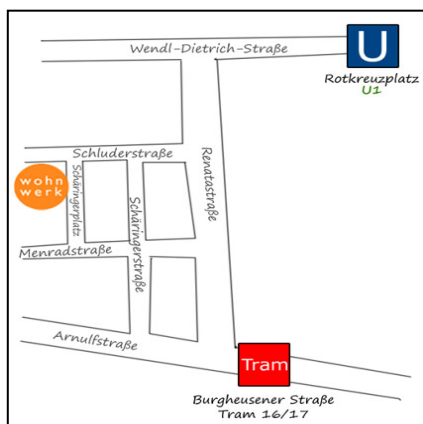 Wendl-Dietrich-Straße
U
Rotkreuzplatz
U1
Schluderstraße
Renatastraße
wohn
werk
Schäringerplatz
Schäringerstraße
Menradstraße
Arnulfstraße
Tram
Burgheusener Straße
Tram 16/17